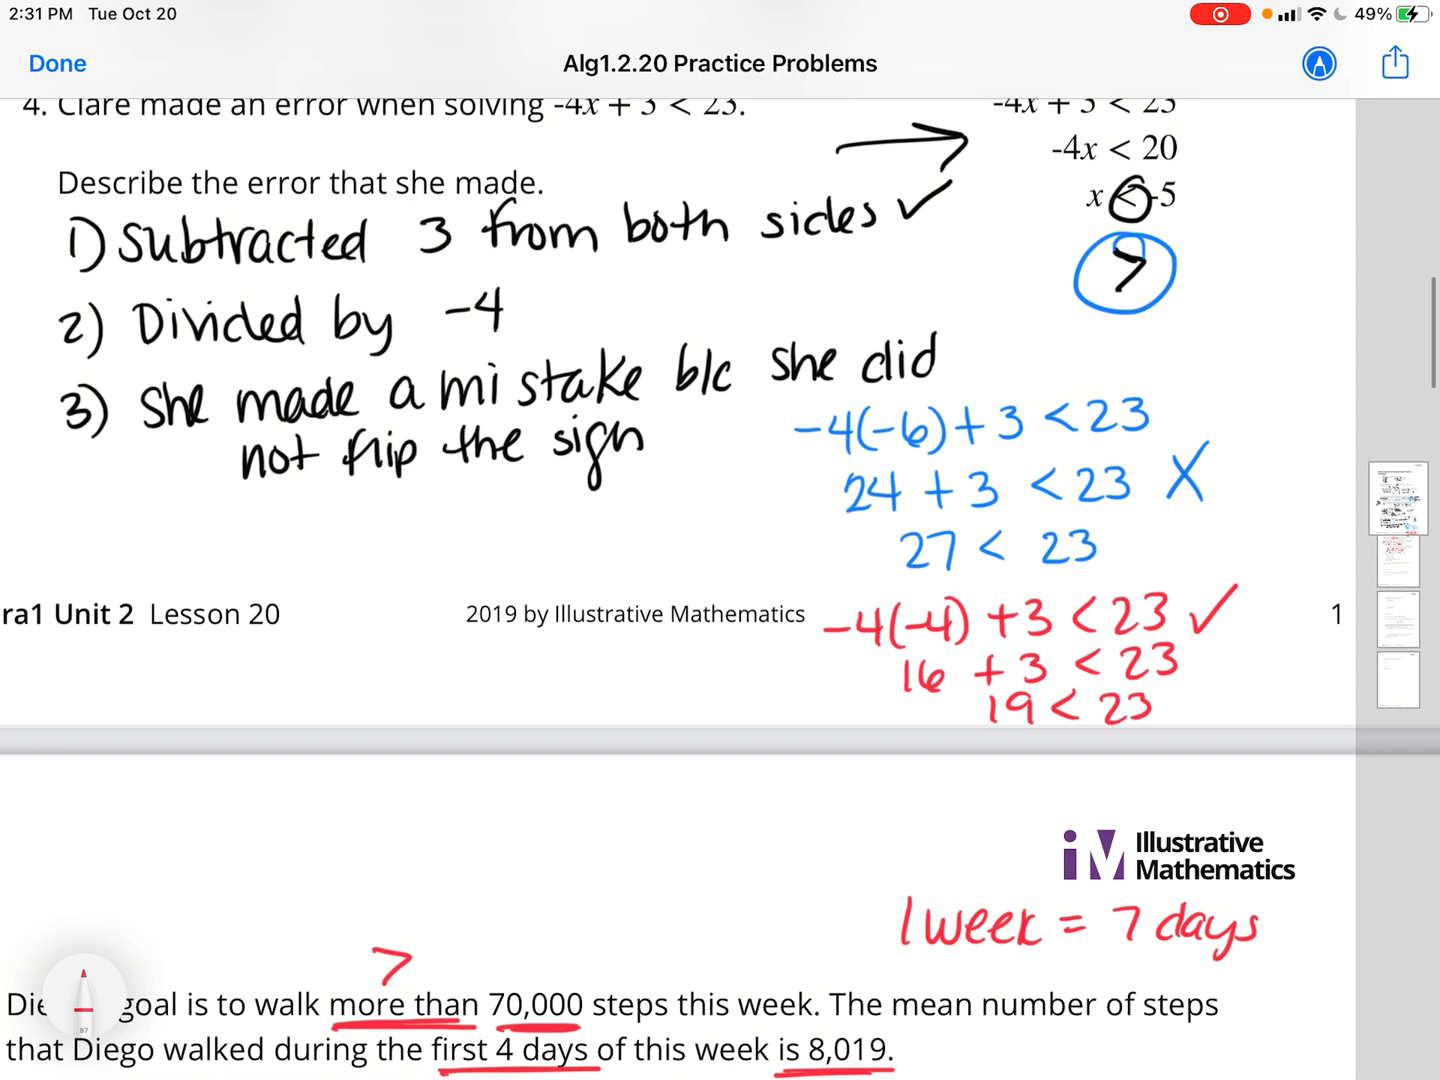 2:31 PM Tue Oct 20
49%
Done
Alg1.2.20 Practice Problems
4. Clare made an error when solving -4x + 3 < 23.
-4x + 3 < 23
-4x < 20
Describe the error that she made.
x < -5
1) Subtracted 3 from both sides ✓
>
2) Divided by -4
3) She made a mistake b/c she did
not flip the sign
-4(-6) + 3 < 23
24 + 3 < 23 X
27 < 23
ra1 Unit 2 Lesson 20
2019 by Illustrative Mathematics
1
-4(-4) + 3 < 23 ✓
16 + 3 < 23
19 < 23
iM Illustrative
Mathematics
1 week = 7 days
>
Die goal is to walk more than 70,000 steps this week. The mean number of steps
97
that Diego walked during the first 4 days of this week is 8,019.